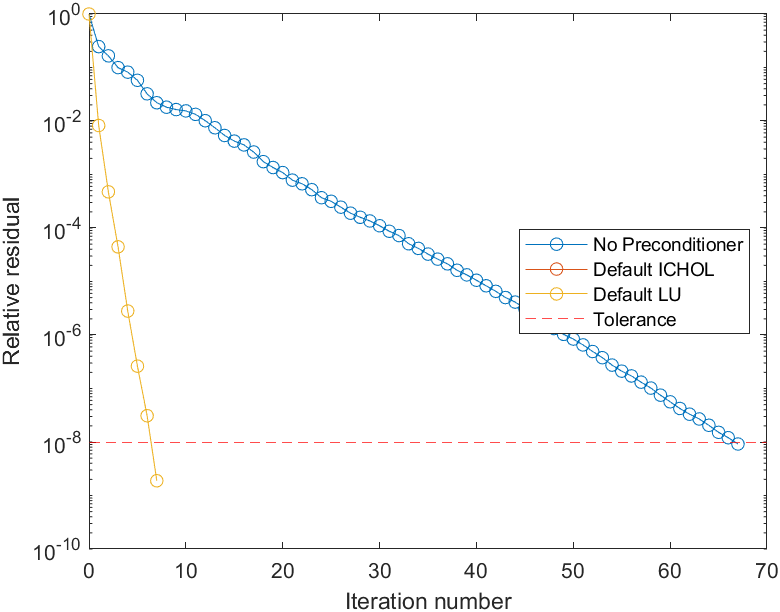 10^0
10^-2
10^-4
10^-6
10^-8
10^-10
Relative residual
No Preconditioner
Default ICHOL
Default LU
Tolerance
0 10 20 30 40 50 60 70
Iteration number